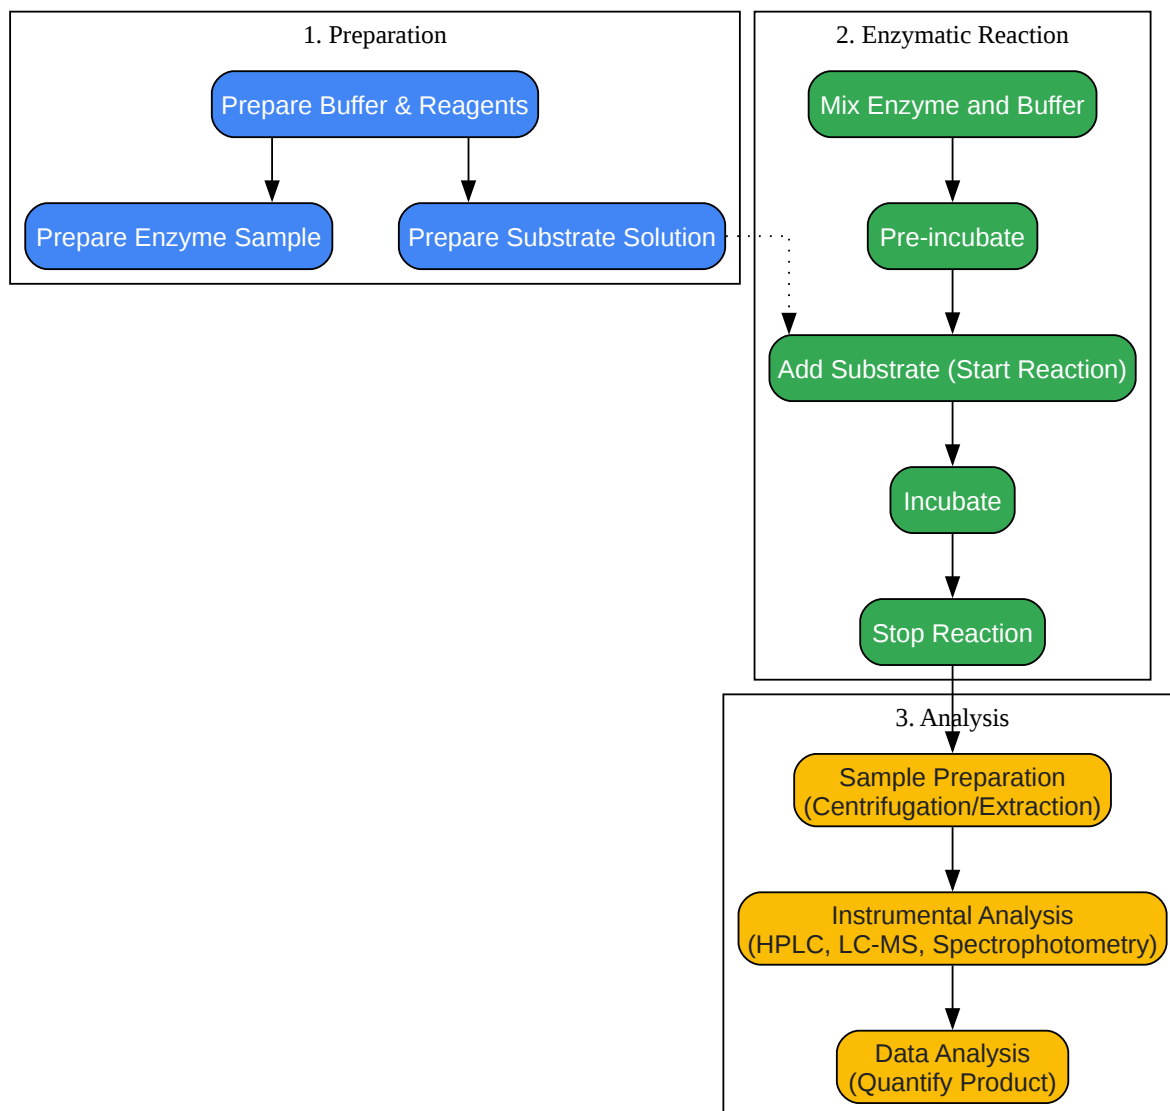 1. Preparation
Prepare Buffer & Reagents
Prepare Enzyme Sample
Prepare Substrate Solution
2. Enzymatic Reaction
Mix Enzyme and Buffer
Pre-incubate
Add Substrate (Start Reaction)
Incubate
Stop Reaction
3. Analysis
Sample Preparation
(Centrifugation/Extraction)
Instrumental Analysis
(HPLC, LC-MS, Spectrophotometry)
Data Analysis
(Quantify Product)